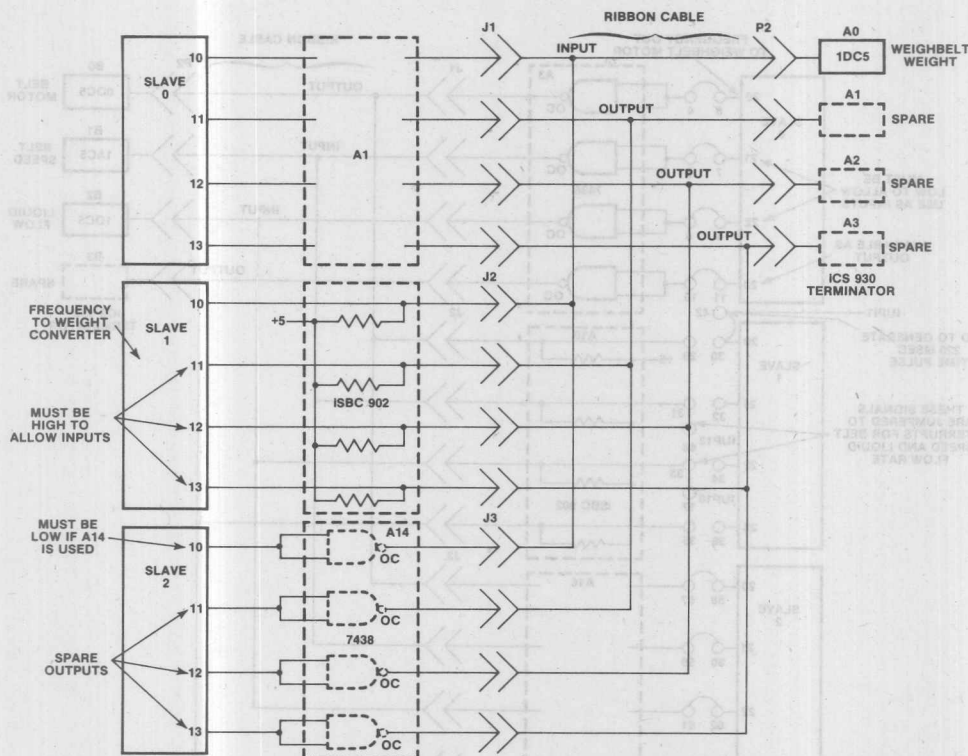 RIBBON CABLE
J1
P2
A0
SLAVE
0
10
INPUT
1DC5
WEIGHBELT
WEIGHT
11
OUTPUT
A1
SPARE
A1
12
OUTPUT
A2
SPARE
13
OUTPUT
A3
SPARE
ICS 930
TERMINATOR
J2
FREQUENCY
TO WEIGHT
CONVERTER
SLAVE
1
10
+5
11
ISBC 902
MUST BE
HIGH TO
ALLOW INPUTS
12
13
MUST BE
LOW IF A14
IS USED
SLAVE
2
10
A14
OC
J3
11
OC
7438
SPARE
OUTPUTS
12
OC
13
OC